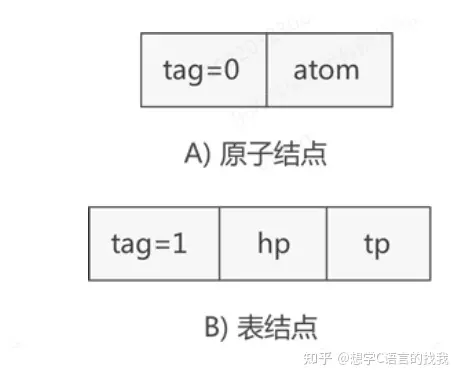 tag=0 atom
A) 原子结点
tag=1 hp tp
B) 表结点
知乎 @想学C语言的找我